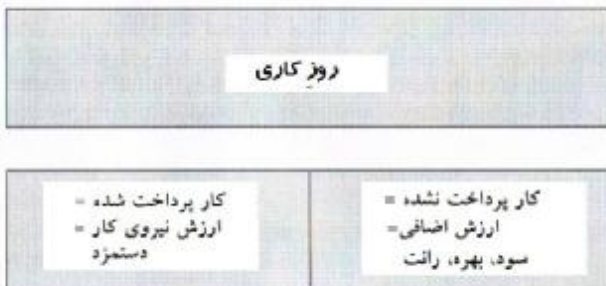 روز کاری
کار پرداخت نشده =
ارزش اضافی=
سود، بهره، رانت
کار پرداخت شده =
ارزش نیروی کار =
دستمزد